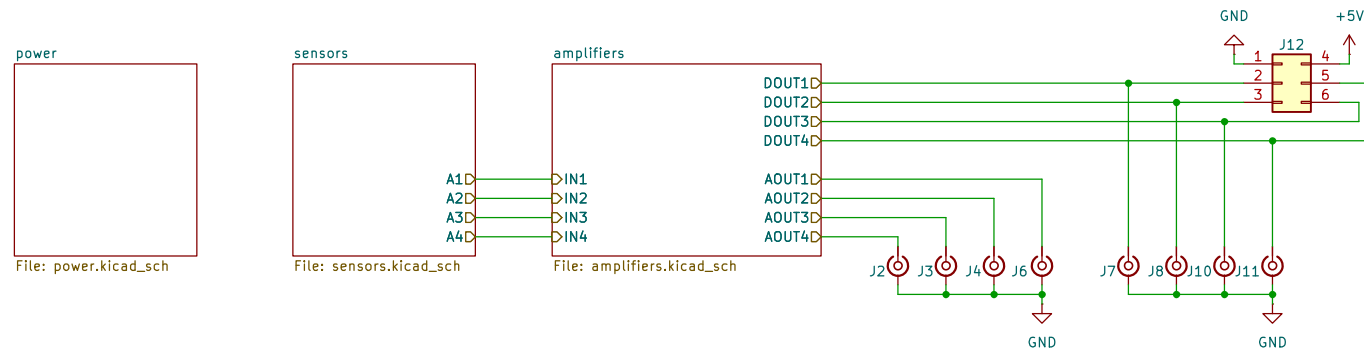 power
File: power.kicad_sch
sensors
A1
A2
A3
A4
File: sensors.kicad_sch
amplifiers
DOUT1
DOUT2
DOUT3
DOUT4
IN1 AOUT1
IN2 AOUT2
IN3 AOUT3
IN4 AOUT4
File: amplifiers.kicad_sch
J2 J3 J4 J6
GND
GND +5V
J12
1 4
2 5
3 6
J7 J8 J10 J11
GND